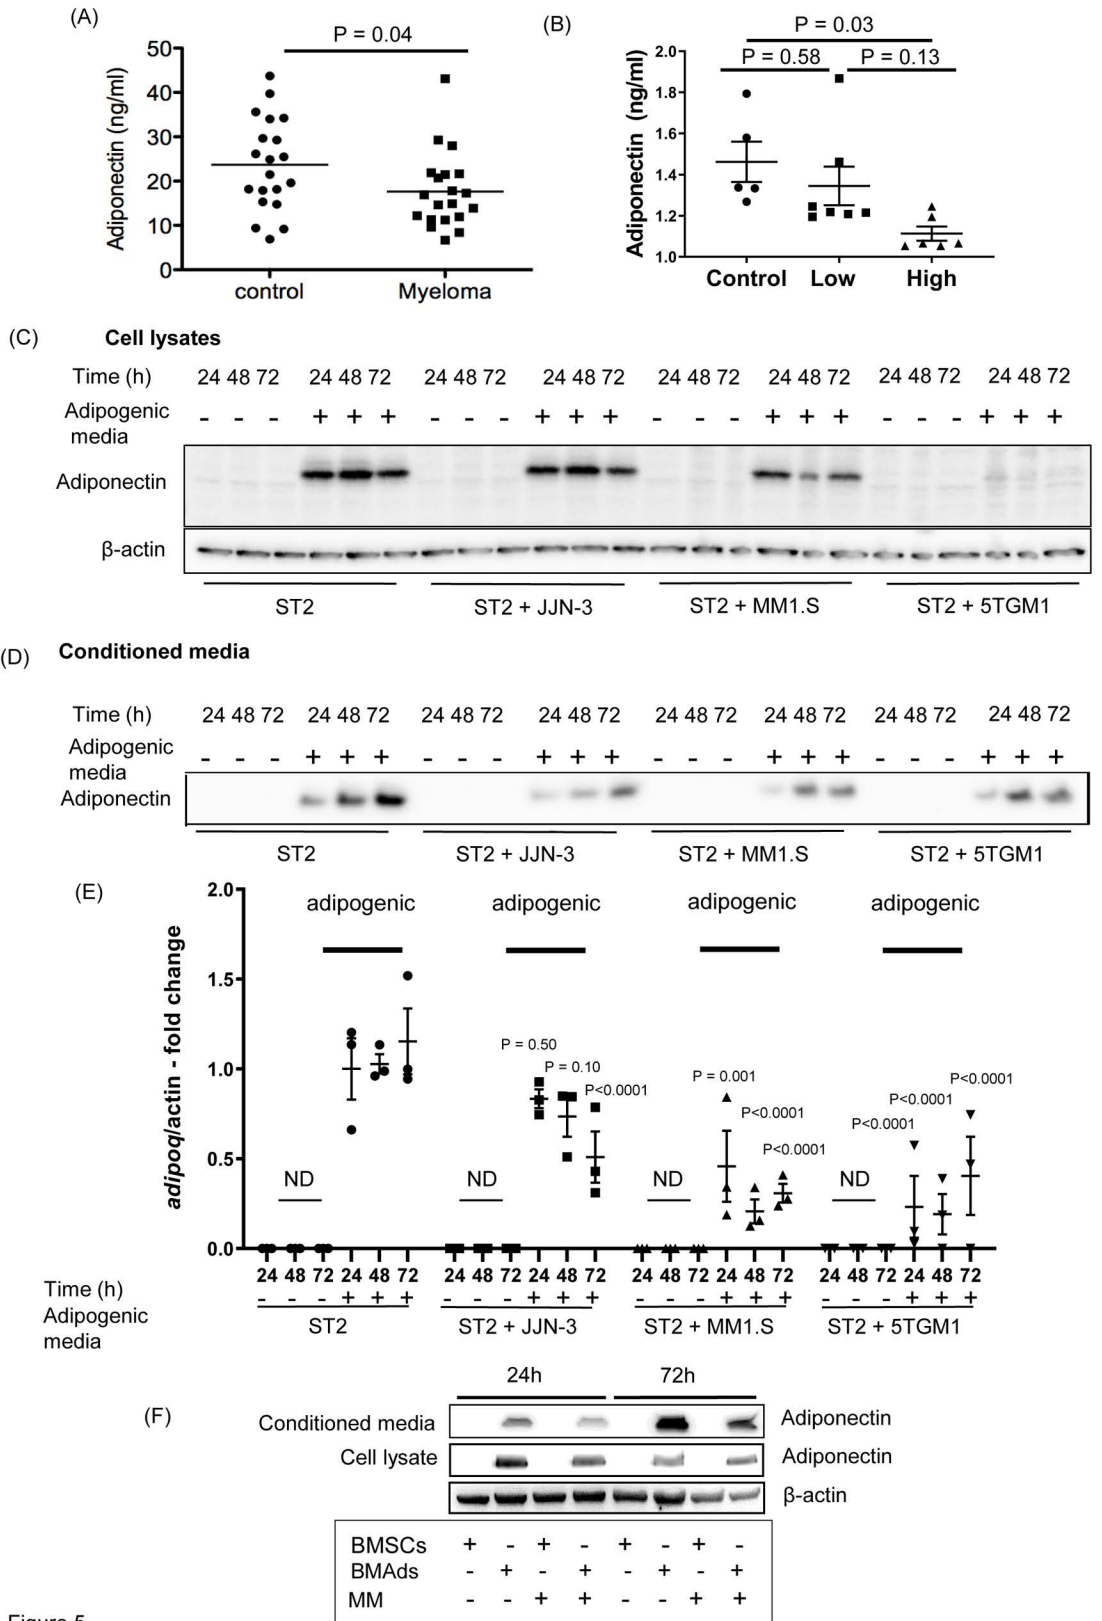 (A)
P = 0.04
Adiponectin (ng/ml)
50
40
30
20
10
0
control Myeloma
(B)
P = 0.03
P = 0.58 P = 0.13
Adiponectin (ng/ml)
2.0
1.8
1.6
1.4
1.2
1.0
Control Low High
(C) Cell lysates
Time (h) 24 48 72 24 48 72 24 48 72 24 48 72 24 48 72 24 48 72 24 48 72 24 48 72
Adipogenic - - - + + + - - - + + + - - - + + + - - - + + +
media
Adiponectin
β-actin
ST2 ST2 + JJN-3 ST2 + MM1.S ST2 + 5TGM1
(D) Conditioned media
Time (h) 24 48 72 24 48 72 24 48 72 24 48 72 24 48 72 24 48 72 24 48 72 24 48 72
Adipogenic - - - + + + - - - + + + - - - + + + - - - + + +
media
Adiponectin
ST2 ST2 + JJN-3 ST2 + MM1.S ST2 + 5TGM1
(E)
adipoq/actin - fold change
2.0
1.5
1.0
0.5
0.0
adipogenic adipogenic adipogenic adipogenic
P = 0.50
P = 0.10
P<0.0001
P = 0.001
P<0.0001
P<0.0001
P<0.0001
P<0.0001
P<0.0001
ND ND ND ND
24 48 72 24 48 72 24 48 72 24 48 72 24 48 72 24 48 72 24 48 72 24 48 72
Time (h)
Adipogenic - - - + + + - - - + + + - - - + + + - - - + + +
media
ST2 ST2 + JJN-3 ST2 + MM1.S ST2 + 5TGM1
(F)
24h 72h
Conditioned media Adiponectin
Cell lysate Adiponectin
β-actin
BMSCs + - + - + - + -
BMAds - + - + - + - +
MM - - + + - - + +
Figure 5